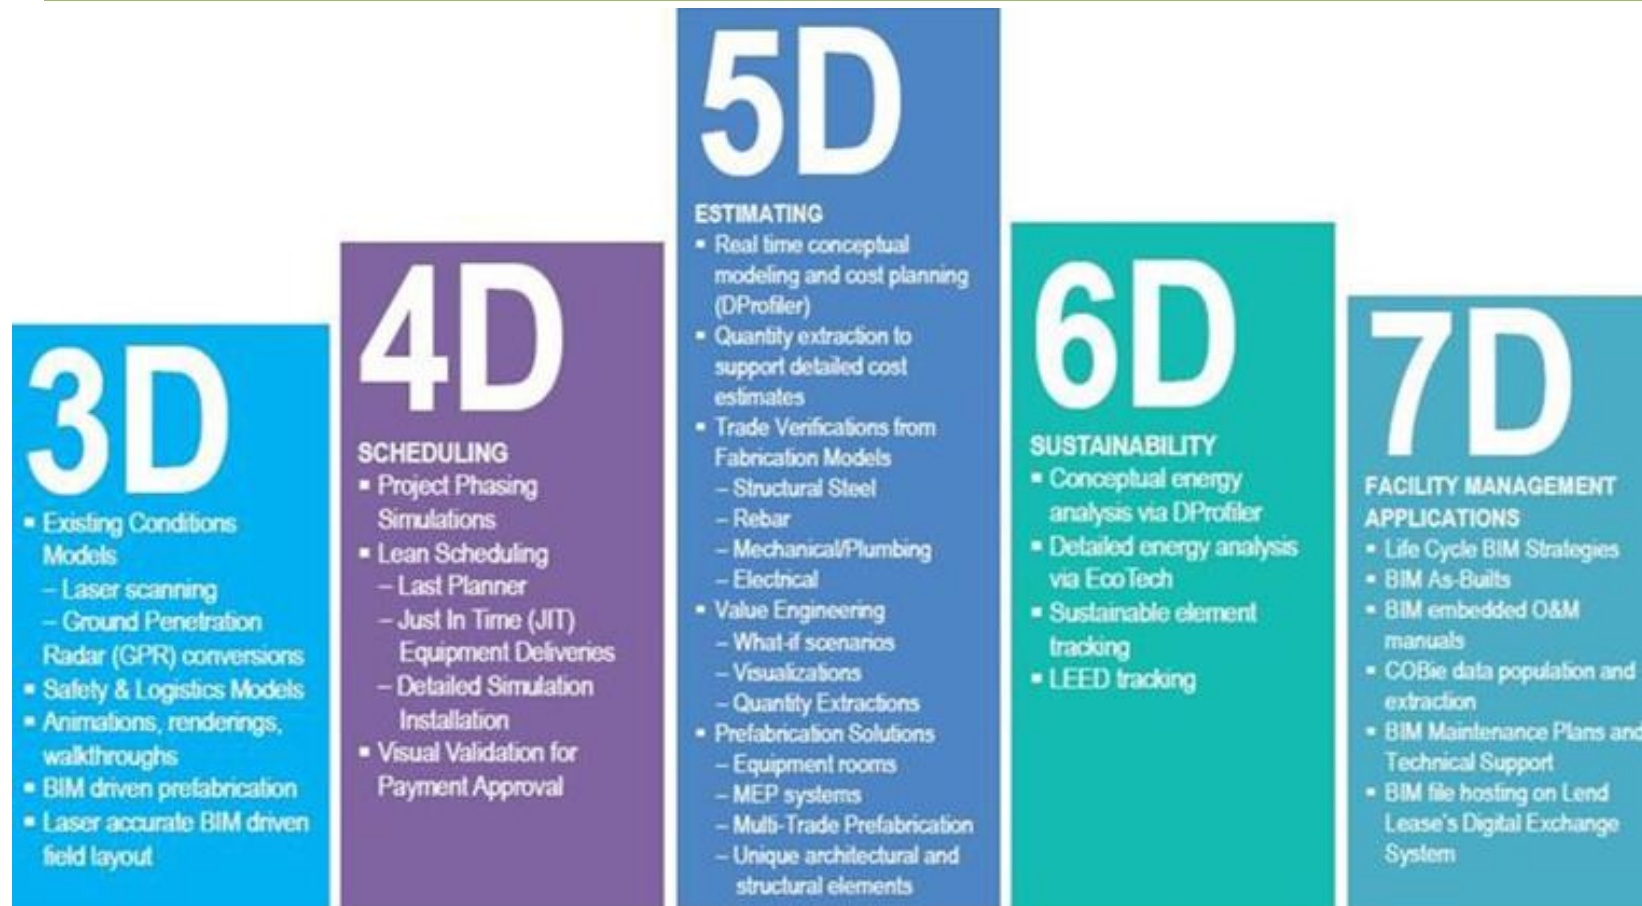 3D
▪ Existing Conditions
Models
– Laser scanning
– Ground Penetration
Radar (GPR) conversions
▪ Safety & Logistics Models
▪ Animations, renderings,
walkthroughs
▪ BIM driven prefabrication
▪ Laser accurate BIM driven
field layout
4D
SCHEDULING
▪ Project Phasing
Simulations
▪ Lean Scheduling
– Last Planner
– Just In Time (JIT)
Equipment Deliveries
– Detailed Simulation
Installation
▪ Visual Validation for
Payment Approval
5D
ESTIMATING
▪ Real time conceptual
modeling and cost planning
(DProfiler)
▪ Quantity extraction to
support detailed cost
estimates
▪ Trade Verifications from
Fabrication Models
– Structural Steel
– Rebar
– Mechanical/Plumbing
– Electrical
▪ Value Engineering
– What-if scenarios
– Visualizations
– Quantity Extractions
▪ Prefabrication Solutions
– Equipment rooms
– MEP systems
– Multi-Trade Prefabrication
– Unique architectural and
structural elements
6D
SUSTAINABILITY
▪ Conceptual energy
analysis via DProfiler
▪ Detailed energy analysis
via EcoTech
▪ Sustainable element
tracking
▪ LEED tracking
7D
FACILITY MANAGEMENT
APPLICATIONS
▪ Life Cycle BIM Strategies
▪ BIM As-Builts
▪ BIM embedded O&M
manuals
▪ COBie data population and
extraction
▪ BIM Maintenance Plans and
Technical Support
▪ BIM file hosting on Lend
Lease's Digital Exchange
System